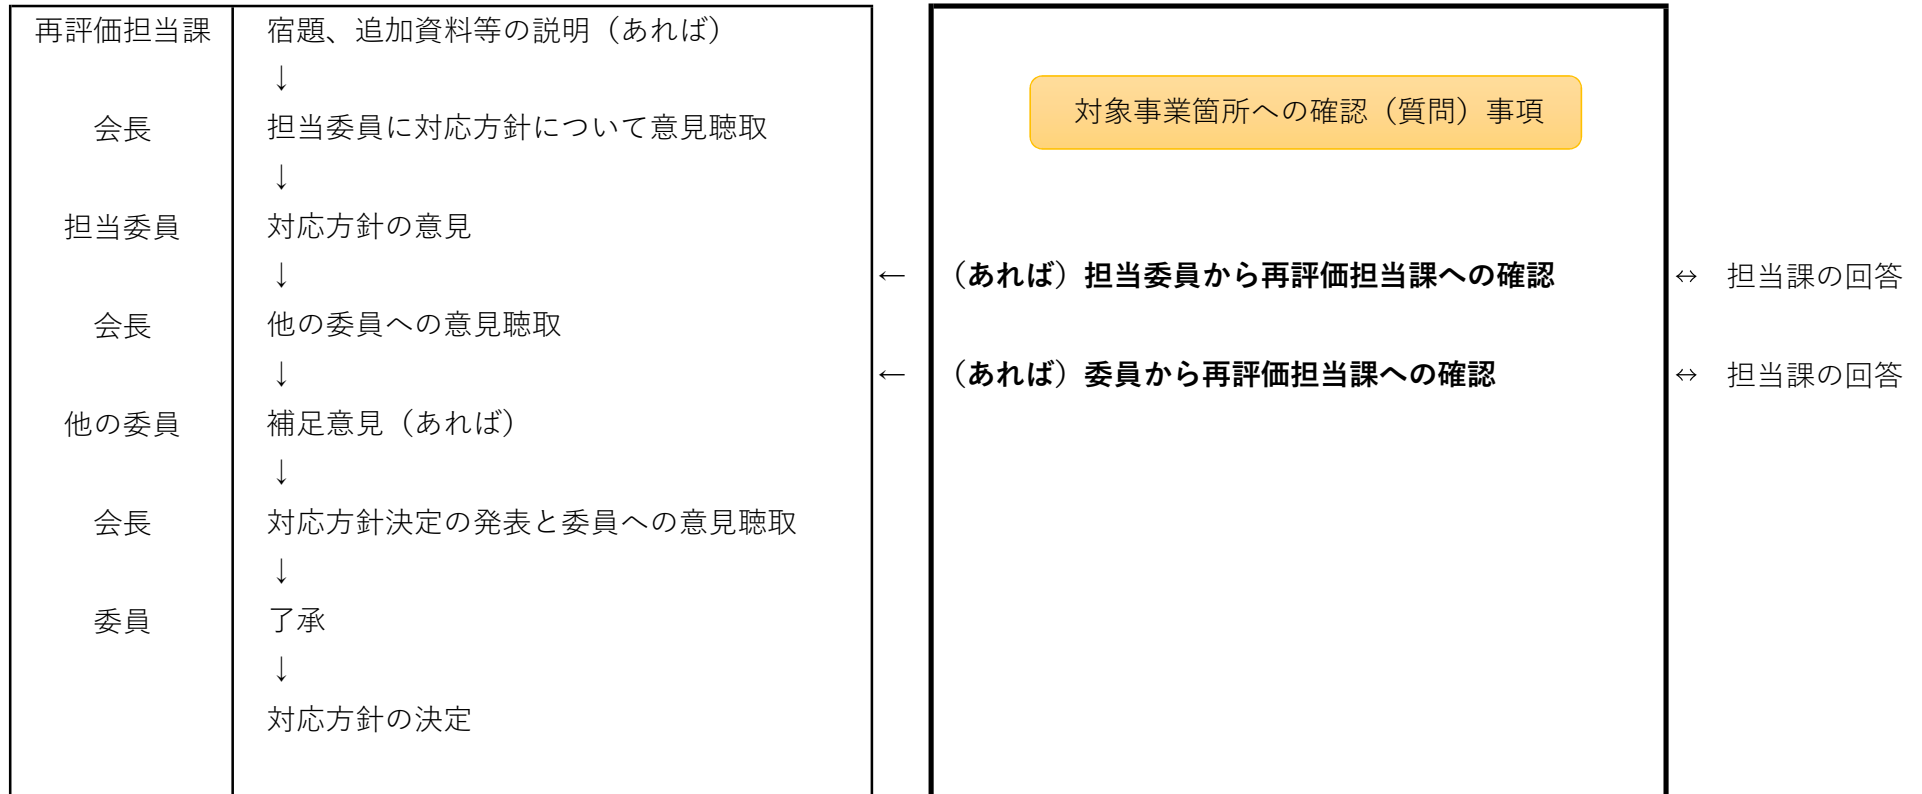 再評価担当課 宿題、追加資料等の説明（あれば）
↓
会長 担当委員に対応方針について意見聴取
↓
担当委員 対応方針の意見
↓
会長 他の委員への意見聴取
↓
他の委員 補足意見（あれば）
↓
会長 対応方針決定の発表と委員への意見聴取
↓
委員 了承
↓
対応方針の決定
対象事業箇所への確認（質問）事項
← （あれば）担当委員から再評価担当課への確認 ↔ 担当課の回答
← （あれば）委員から再評価担当課への確認 ↔ 担当課の回答